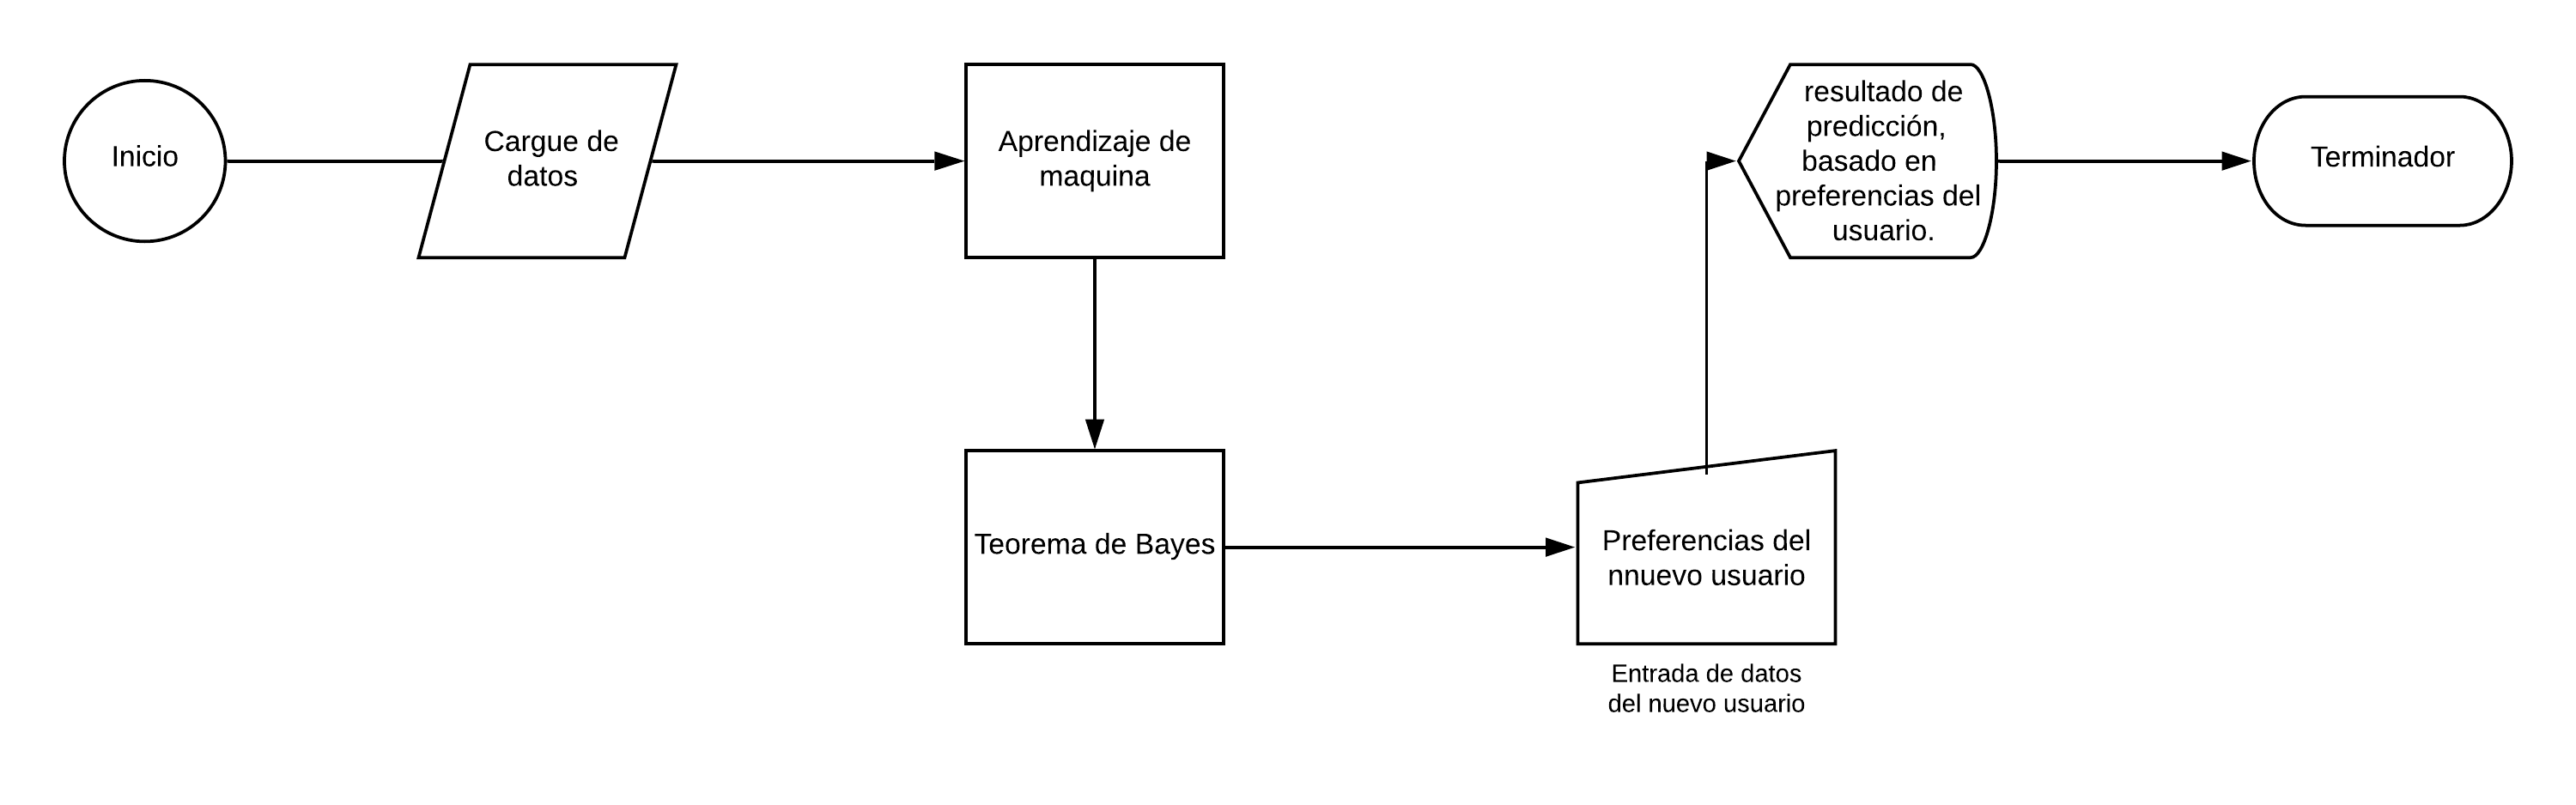 Inicio
Cargue de
datos
Aprendizaje de
maquina
resultado de
predicción,
basado en
preferencias del
usuario.
Terminador
Teorema de Bayes
Preferencias del
nnuevo usuario
Entrada de datos
del nuevo usuario